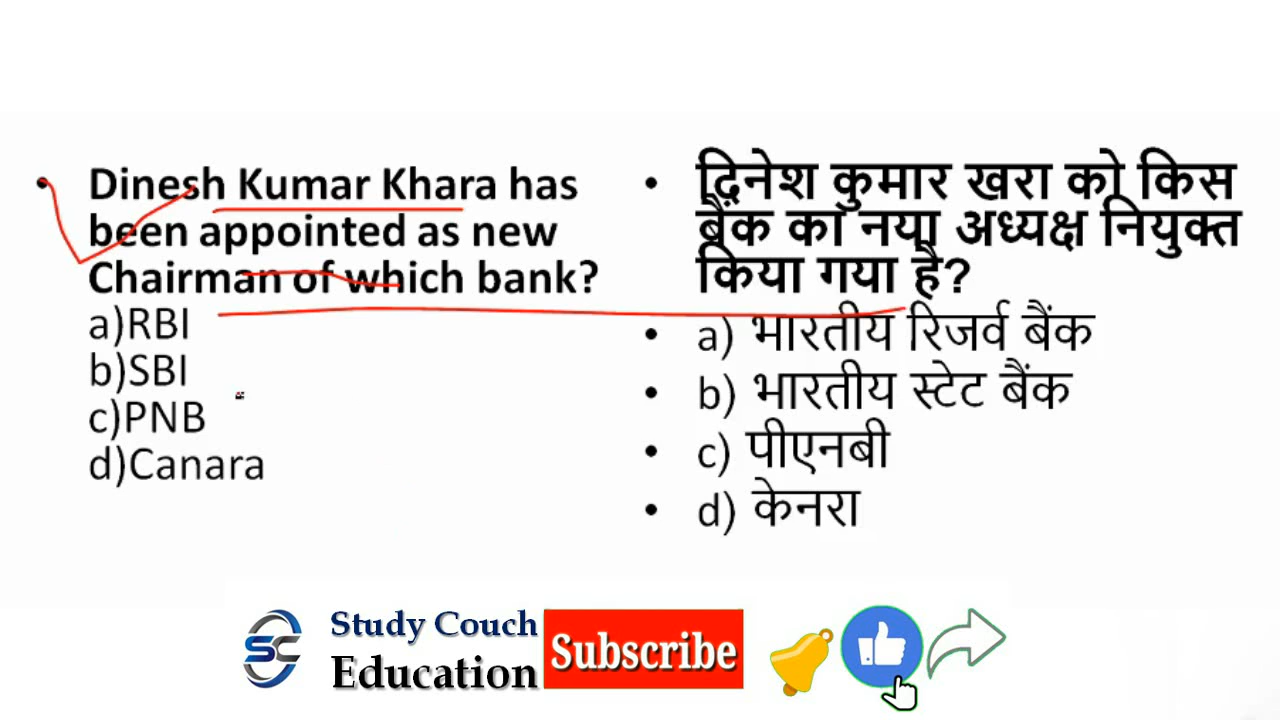 • Dinesh Kumar Khara has
been appointed as new
Chairman of which bank?
a)RBI
b)SBI
c)PNB
d)Canara
• दिनेश कुमार खरा को किस
बैंक का नया अध्यक्ष नियुक्त
किया गया है?
• a) भारतीय रिजर्व बैंक
• b) भारतीय स्टेट बैंक
• c) पीएनबी
• d) केनरा
SC
Study Couch
Education
Subscribe